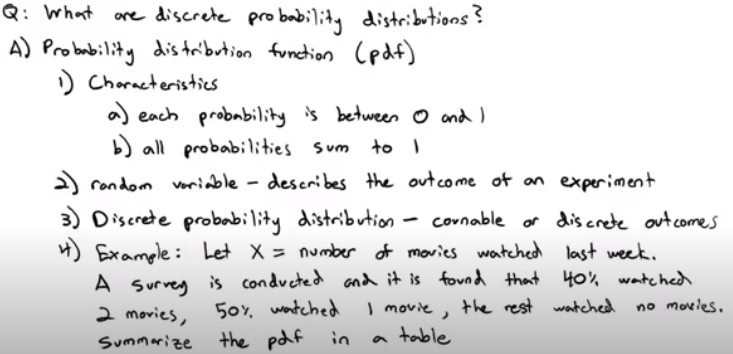 Q: What are discrete probability distributions?
A) Probability distribution function (pdf)
1) Characteristics
a) each probability is between 0 and 1
b) all probabilities sum to 1
2) random variable – describes the outcome of an experiment
3) Discrete probability distribution – counable or discrete outcomes
4) Example: Let X = number of movies watched last week.
A survey is conducted and it is found that 40% watched
2 movies, 50% watched 1 movie, the rest watched no movies.
Summarize the pdf in a table